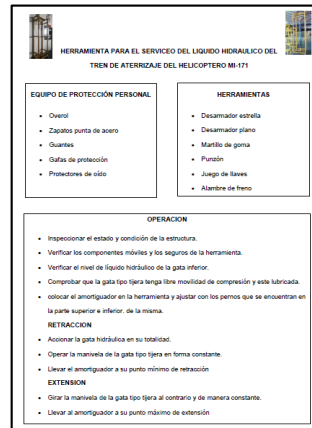 HERRAMIENTA PARA EL SERVICEO DEL LIQUIDO HIDRAULICO DEL
TREN DE ATERRIZAJE DEL HELICOPTERO MI-171
EQUIPO DE PROTECCIÓN PERSONAL
• Overol
• Zapatos punta de acero
• Guantes
• Gafas de protección
• Protectores de oído
HERRAMIENTAS
• Desarmador estrella
• Desarmador plano
• Martillo de goma
• Punzón
• Juego de llaves
• Alambre de freno
OPERACION
• Inspeccionar el estado y condición de la estructura.
• Verificar los componentes móviles y los seguros de la herramienta.
• Verificar el nivel de líquido hidráulico de la gata inferior.
• Comprobar que la gata tipo tijera tenga libre movilidad de compresión y este lubricada.
• colocar el amortiguador en la herramienta y ajustar con los pernos que se encuentran en
la parte superior e inferior. de la misma.
RETRACCION
• Accionar la gata hidráulica en su totalidad.
• Operar la manivela de la gata tipo tijera en forma constante.
• Llevar el amortiguador a su punto mínimo de retracción
EXTENSION
• Girar la manivela de la gata tipo tijera al contrario y de manera constante.
• Llevar al amortiguador a su punto máximo de extensión